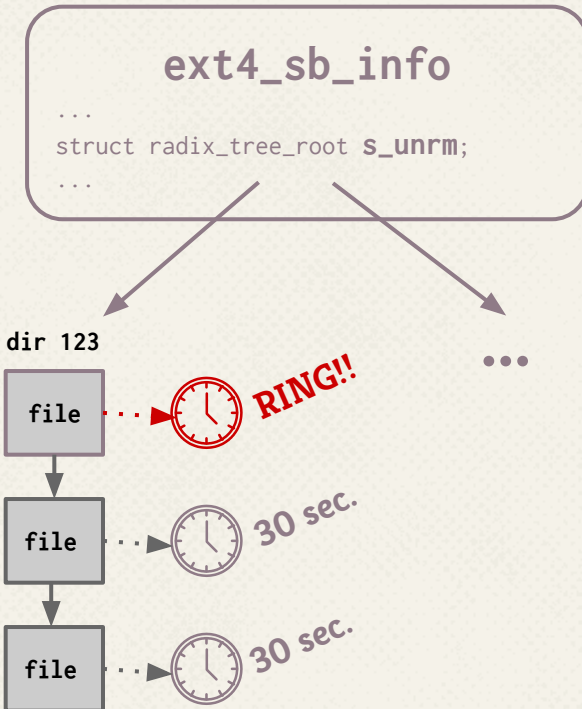 ext4_sb_info
...
struct radix_tree_root s_unrm;
...
dir 123
...
file
RING!!
file
30 sec.
file
30 sec.